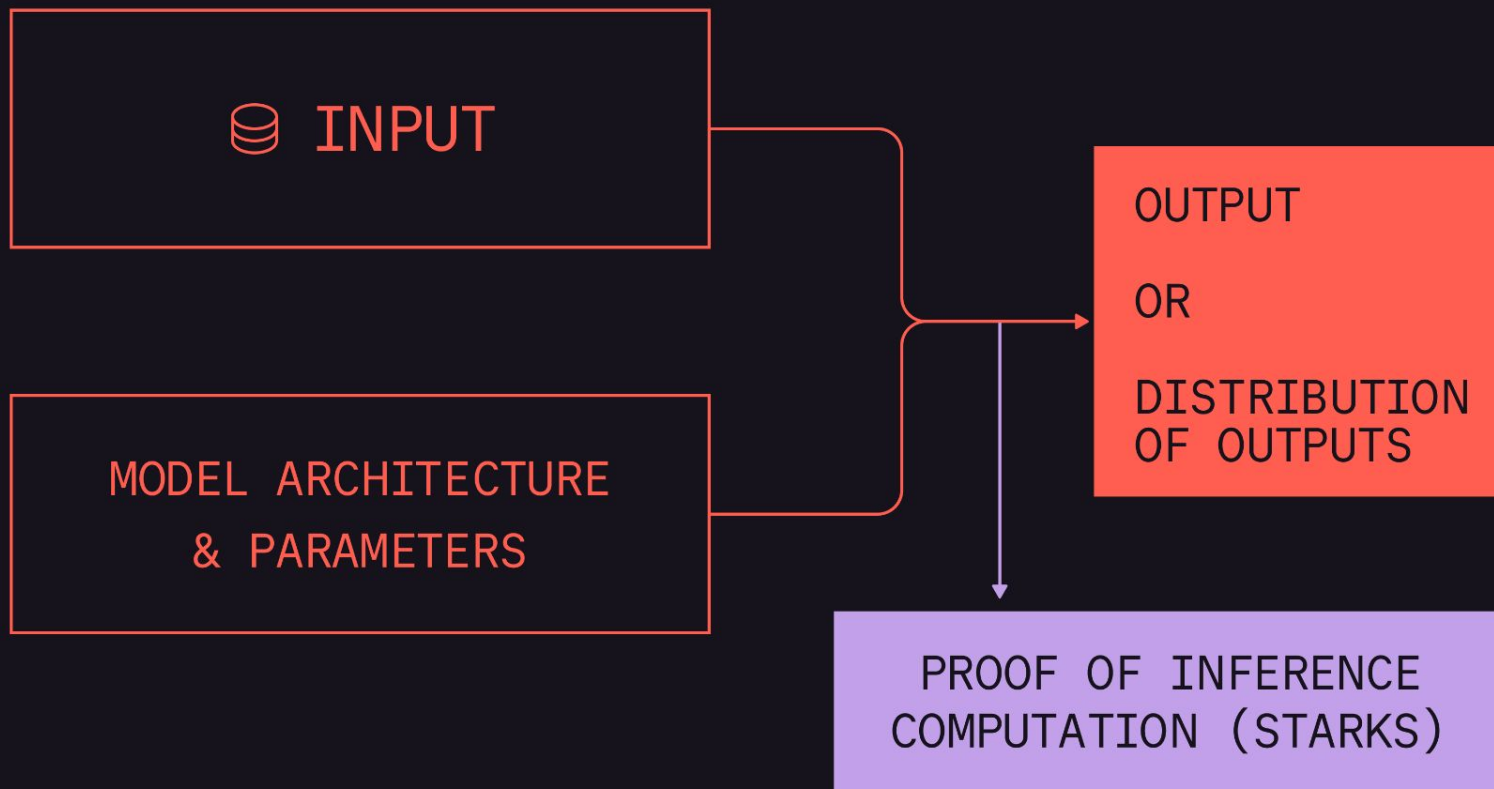 INPUT
MODEL ARCHITECTURE
& PARAMETERS
OUTPUT
OR
DISTRIBUTION
OF OUTPUTS
PROOF OF INFERENCE
COMPUTATION (STARKS)